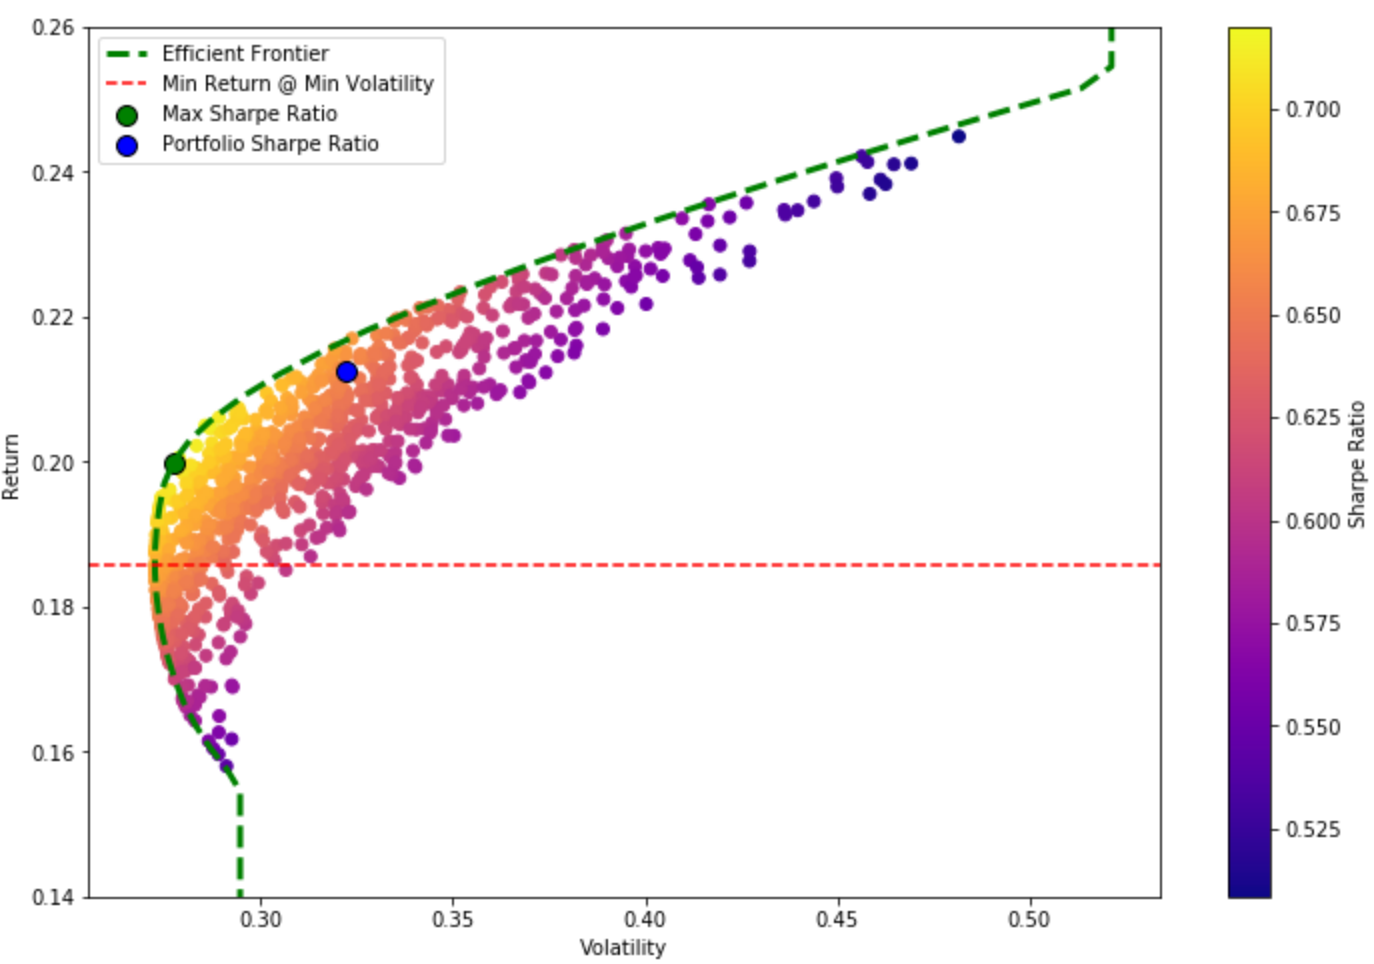 Efficient Frontier
Min Return @ Min Volatility
Max Sharpe Ratio
Portfolio Sharpe Ratio
0.26
0.24
0.22
0.20
0.18
0.16
0.14
Return
0.30
0.35
0.40
0.45
0.50
Volatility
0.700
0.675
0.650
0.625
0.600
0.575
0.550
0.525
Sharpe Ratio